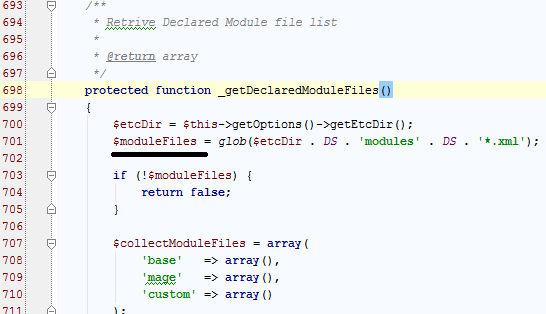 693 /**
694 * Retrive Declared Module file list
695 *
696 * @return array
697 */
698 protected function _getDeclaredModuleFiles()
699 {
700 $etcDir = $this->getOptions()->getEtcDir();
701 $moduleFiles = glob($etcDir . DS . 'modules' . DS . '*.xml');
702
703 if (!$moduleFiles) {
704 return false;
705 }
706
707 $collectModuleFiles = array(
708 'base' => array(),
709 'mage' => array(),
710 'custom' => array()
711 );